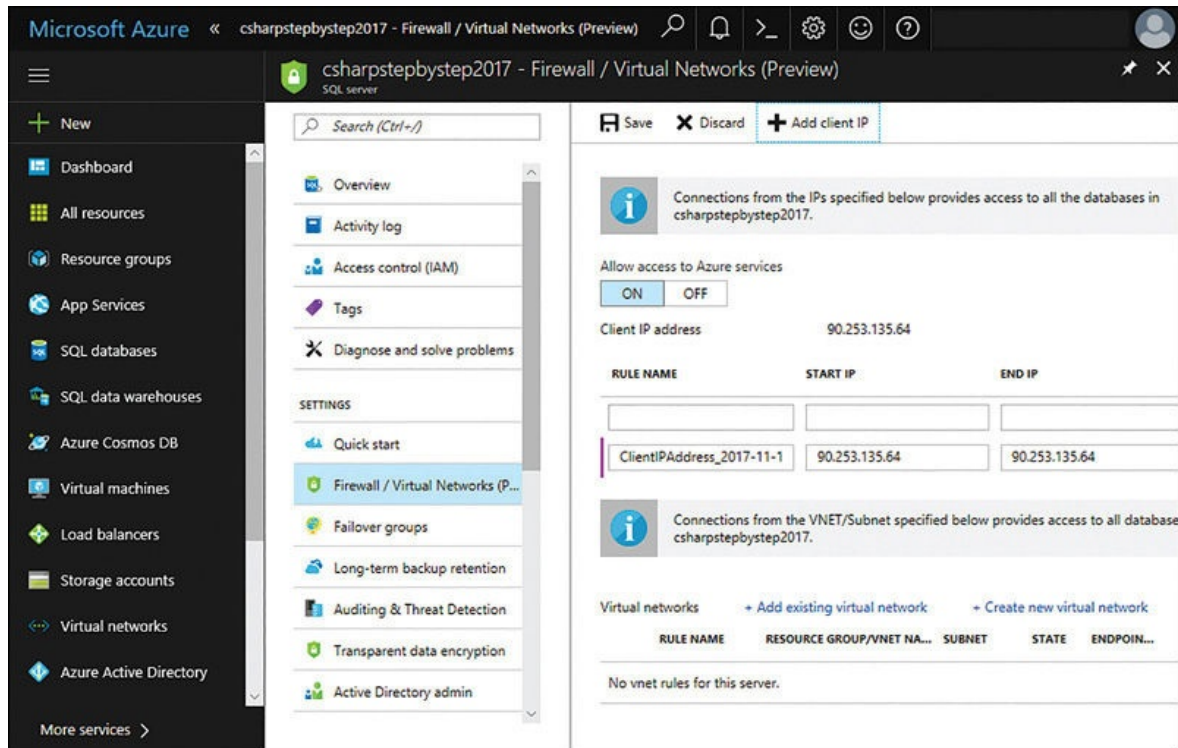 Microsoft Azure « csharpstepbystep2017 - Firewall / Virtual Networks (Preview)
csharpstepbystep2017 - Firewall / Virtual Networks (Preview)
SQL server
New
Dashboard
All resources
Resource groups
App Services
SQL databases
SQL data warehouses
Azure Cosmos DB
Virtual machines
Load balancers
Storage accounts
Virtual networks
Azure Active Directory
More services >
Search (Ctrl+/)
Overview
Activity log
Access control (IAM)
Tags
Diagnose and solve problems
SETTINGS
Quick start
Firewall / Virtual Networks (P...
Failover groups
Long-term backup retention
Auditing & Threat Detection
Transparent data encryption
Active Directory admin
Save Discard Add client IP
Connections from the IPs specified below provides access to all the databases in
csharpstepbystep2017.
Allow access to Azure services
ON OFF
Client IP address 90.253.135.64
RULE NAME START IP END IP
ClientIPAddress_2017-11-1 90.253.135.64 90.253.135.64
Connections from the VNET/Subnet specified below provides access to all database
csharpstepbystep2017.
Virtual networks + Add existing virtual network + Create new virtual network
RULE NAME RESOURCE GROUP/VNET NA... SUBNET STATE ENDPOIN...
No vnet rules for this server.